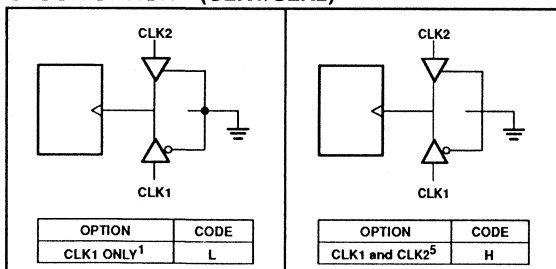 CLK2
CLK1
OPTION CODE
CLK1 ONLY1 L
CLK2
CLK1
OPTION CODE
CLK1 and CLK25 H